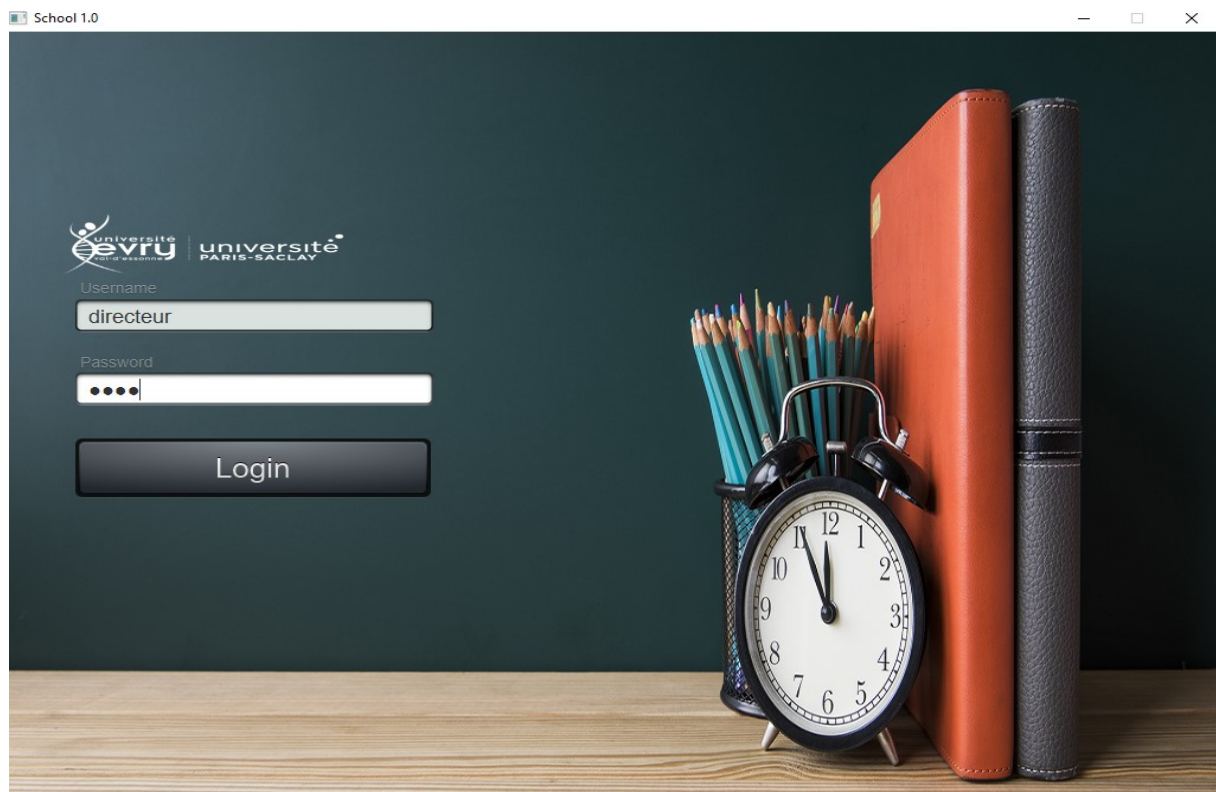 School 1.0
université
evry
val-d'essonne
université
PARIS-SACLAY
Username
directeur
Password
Login
12
11
1
10
2
9
3
8
4
7
5
6